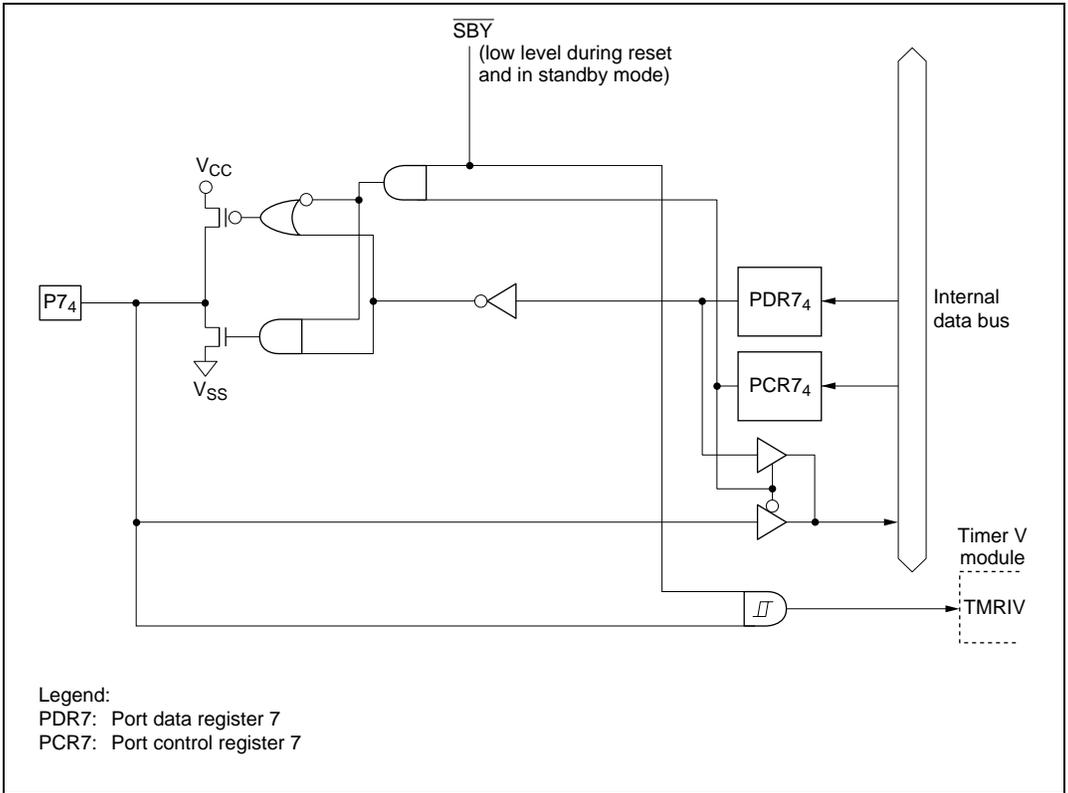 SBY
(low level during reset
and in standby mode)
VCC
P74
VSS
PDR74
PCR74
Internal
data bus
Timer V
module
TMRIV
Legend:
PDR7: Port data register 7
PCR7: Port control register 7